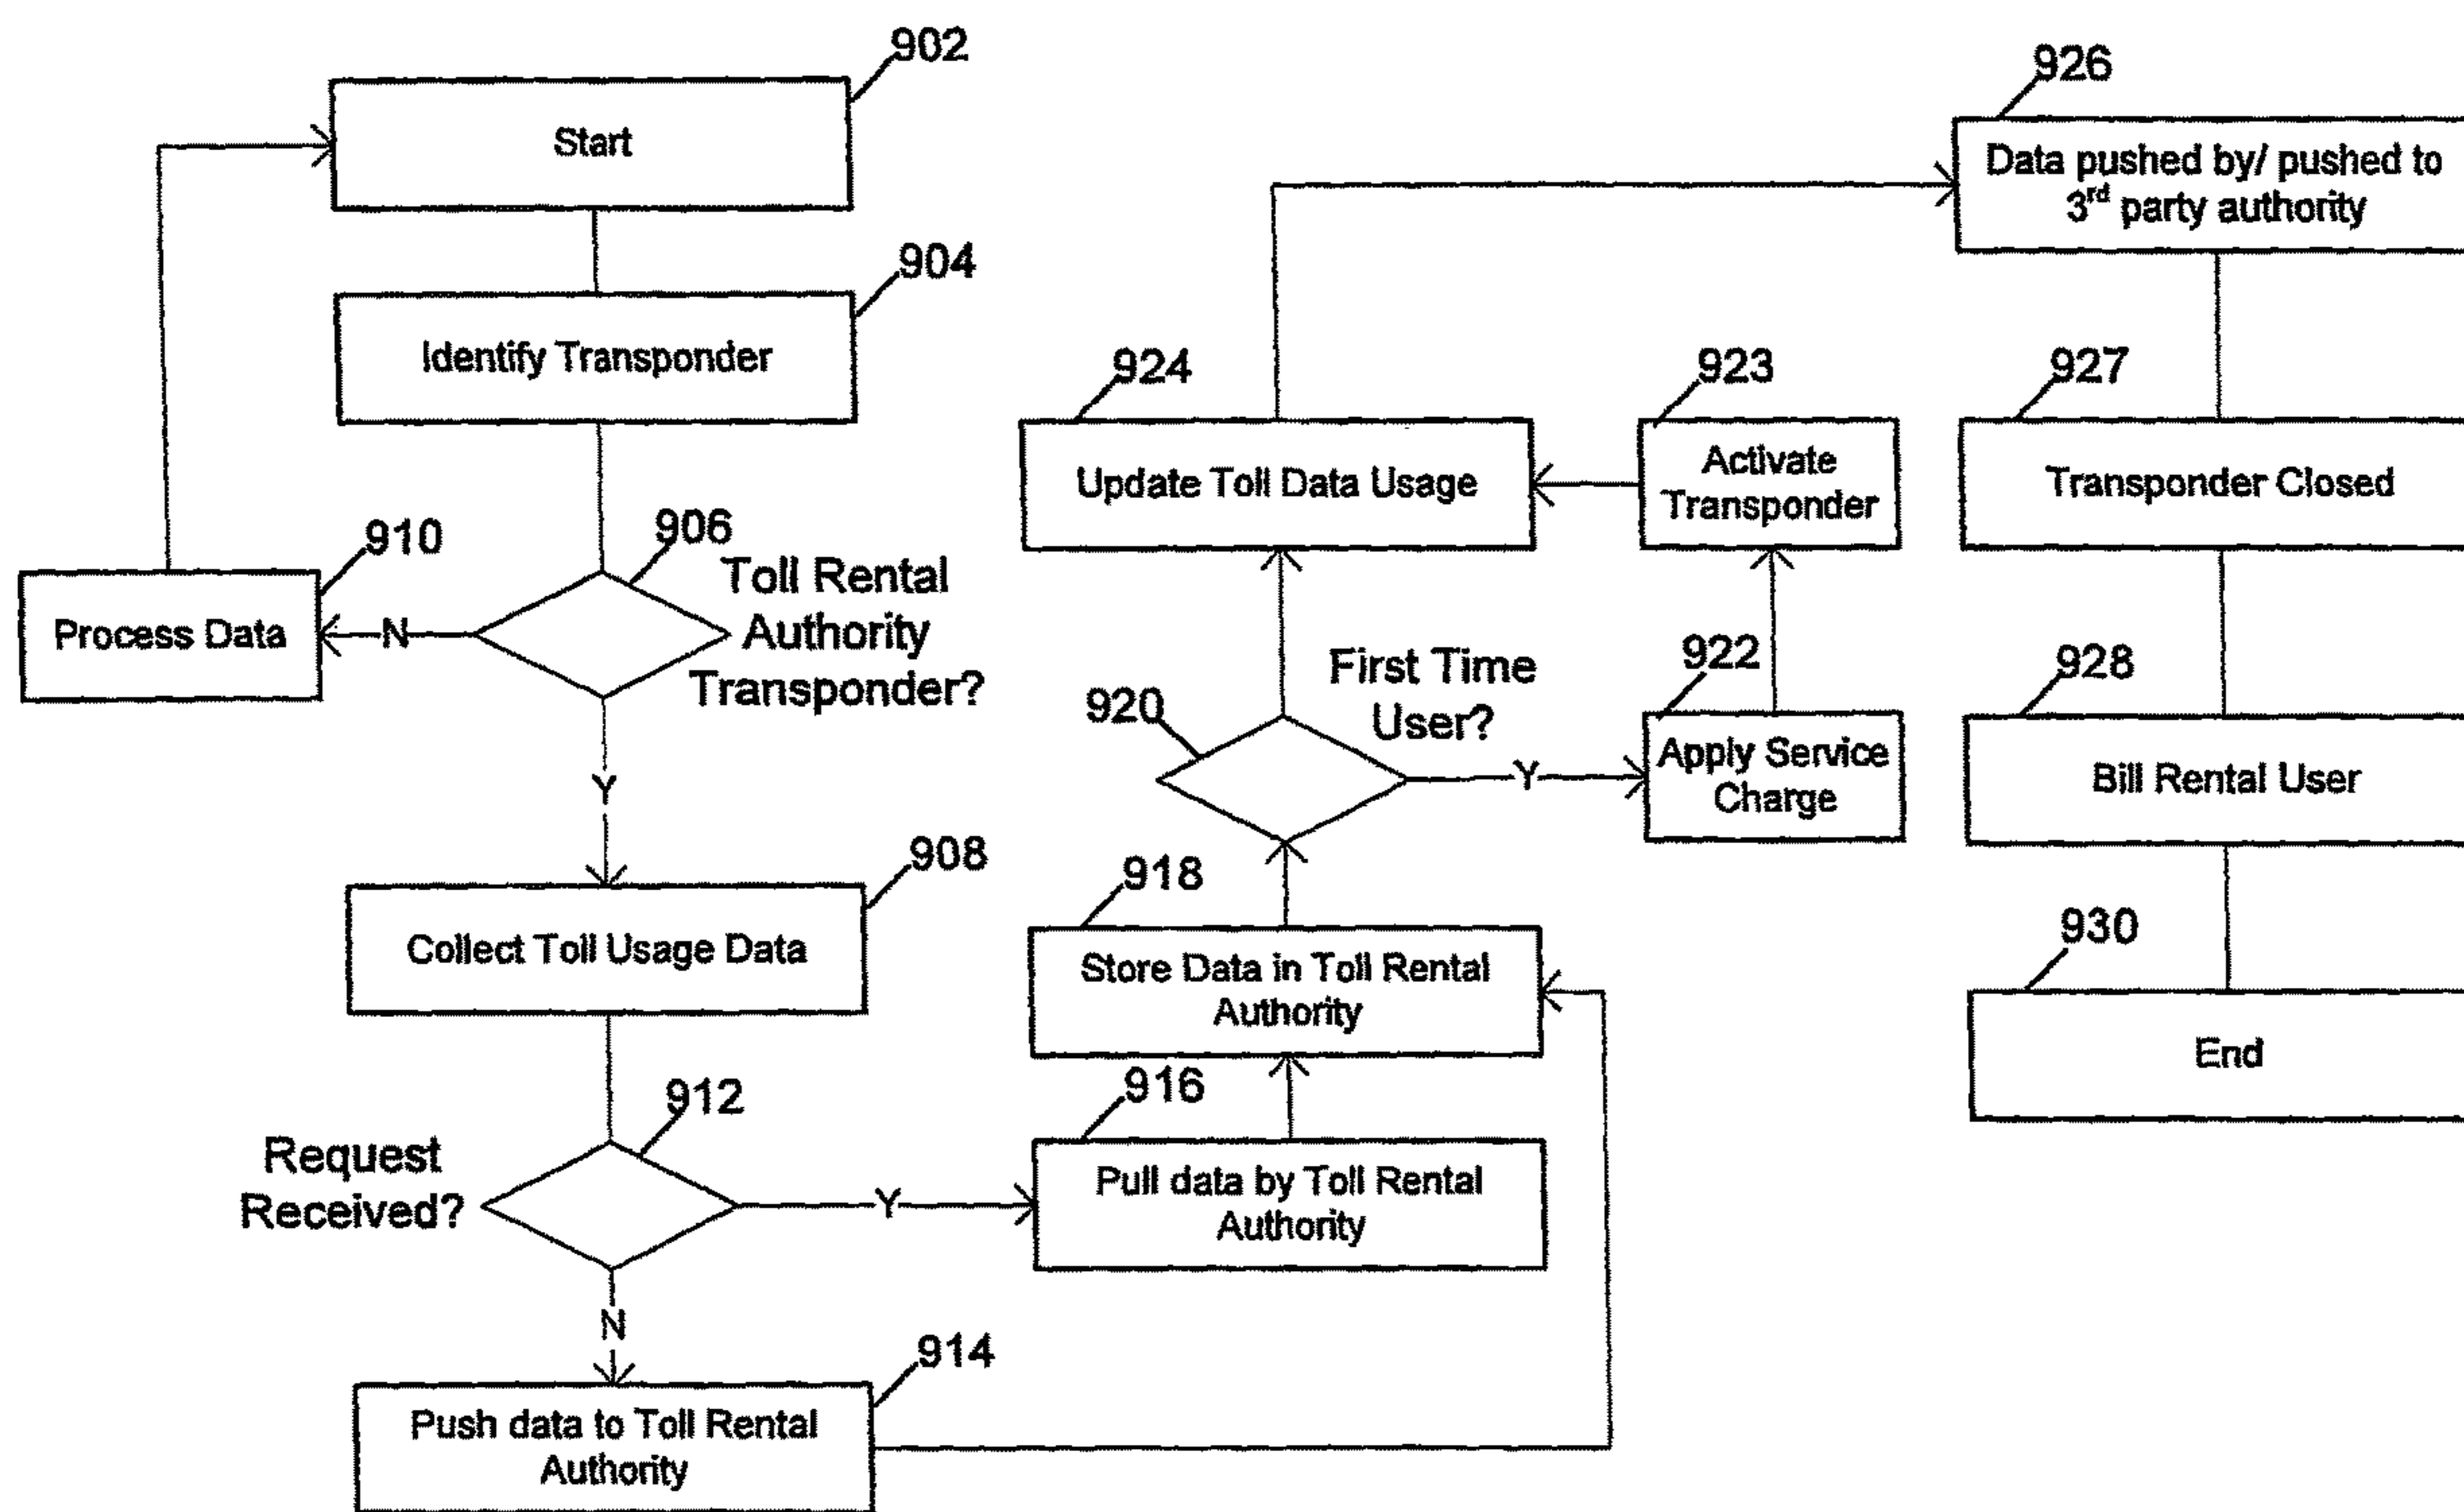 902
Start
904
Identify Transponder
906
Toll Rental
Authority
Transponder?
910
Process Data
N
Y
908
Collect Toll Usage Data
912
Request
Received?
Y
N
914
Push data to Toll Rental
Authority
916
Pull data by Toll Rental
Authority
918
Store Data in Toll Rental
Authority
920
First Time
User?
Y
922
Apply Service
Charge
923
Activate
Transponder
924
Update Toll Data Usage
926
Data pushed by/ pushed to
3rd party authority
927
Transponder Closed
928
Bill Rental User
930
End